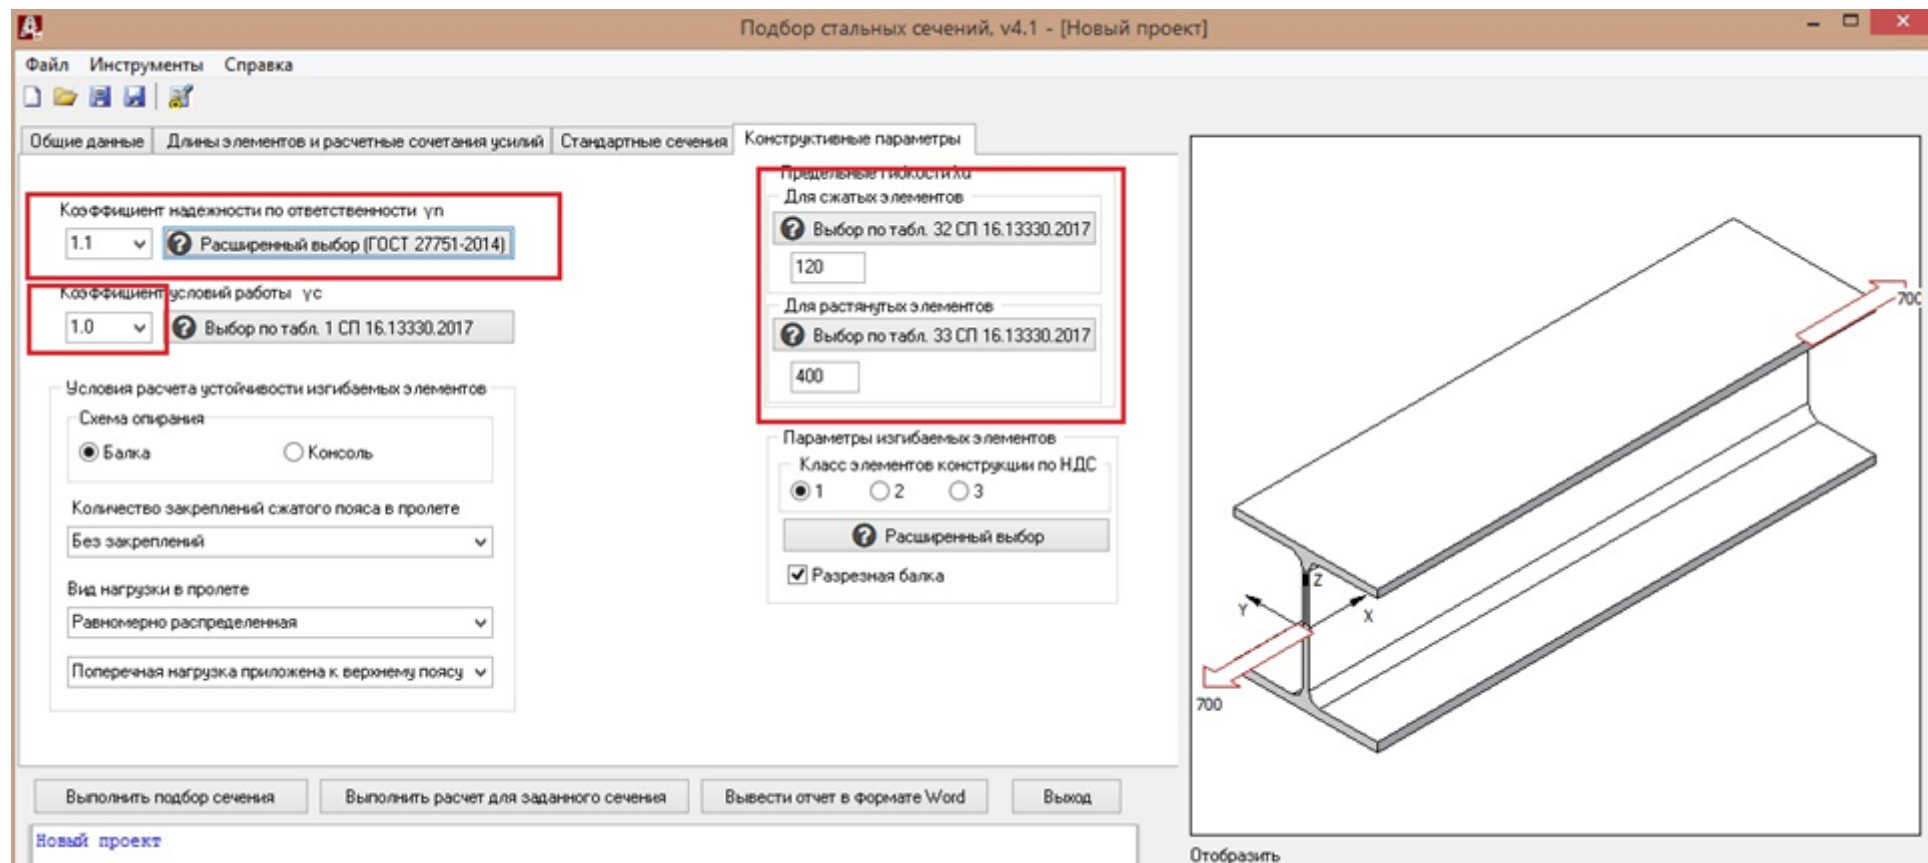 Подбор стальных сечений, v4.1 - [Новый проект]
Файл Инструменты Справка
Общие данные Длины элементов и расчетные сочетания усилий Стандартные сечения Конструктивные параметры
Коэффициент надежности по ответственности γn
1.1 Расширенный выбор (ГОСТ 27751-2014)
Коэффициент условий работы γc
1.0 Выбор по табл. 1 СП 16.13330.2017
Условия расчета устойчивости изгибаемых элементов
Схема опирания
Балка Консоль
Количество закреплений сжатого пояса в пролете
Без закреплений
Вид нагрузки в пролете
Равномерно распределенная
Поперечная нагрузка приложена к верхнему поясу
Предельные гибкости λu
Для сжатых элементов
Выбор по табл. 32 СП 16.13330.2017
120
Для растянутых элементов
Выбор по табл. 33 СП 16.13330.2017
400
Параметры изгибаемых элементов
Класс элементов конструкции по НДС
1 2 3
Расширенный выбор
Разрезная балка
700
Z
Y
X
700
Выполнить подбор сечения Выполнить расчет для заданного сечения Вывести отчет в формате Word Выход
Новый проект
Отобразить